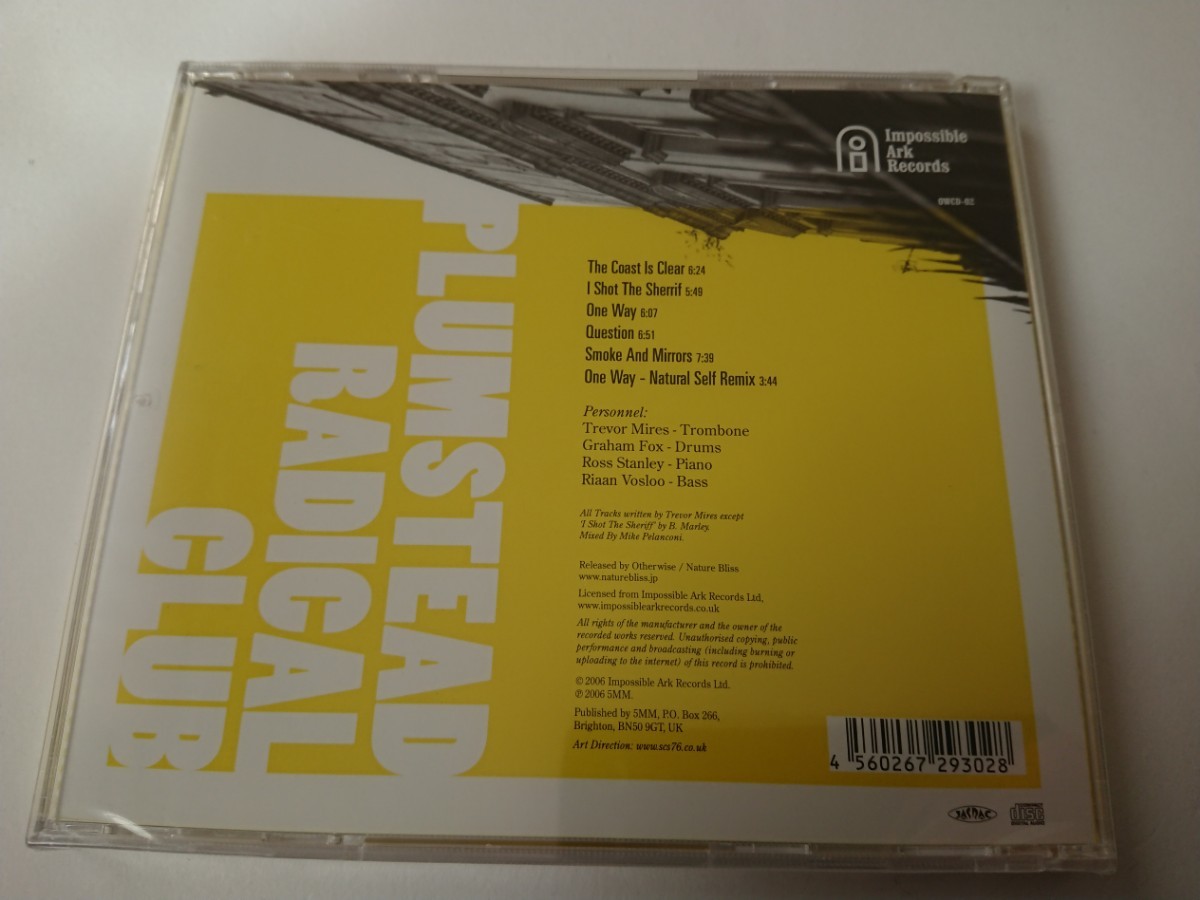 Impossible
Ark
Records
OWCD-02
PLUMSTEAD
RADICAL
CLUB
The Coast Is Clear 6:24
I Shot The Sherrif 5:49
One Way 6:07
Question 6:51
Smoke And Mirrors 7:39
One Way - Natural Self Remix 3:44
Personnel:
Trevor Mires - Trombone
Graham Fox - Drums
Ross Stanley - Piano
Riaan Vosloo - Bass
All Tracks written by Trevor Mires except
'I Shot The Sheriff' by B. Marley.
Mixed By Mike Pelanconi.
Released by Otherwise / Nature Bliss
www.naturebliss.jp
Licensed from Impossible Ark Records Ltd,
www.impossiblearkrecords.co.uk
All rights of the manufacturer and the owner of the
recorded works reserved. Unauthorised copying, public
performance and broadcasting (including burning or
uploading to the internet) of this record is prohibited.
© 2006 Impossible Ark Records Ltd.
℗ 2006 5MM.
Published by 5MM, P.O. Box 266,
Brighton, BN50 9GT, UK
Art Direction: www.scs76.co.uk
4 560267 293028
JASRAC
COMPACT
disc
DIGITAL AUDIO